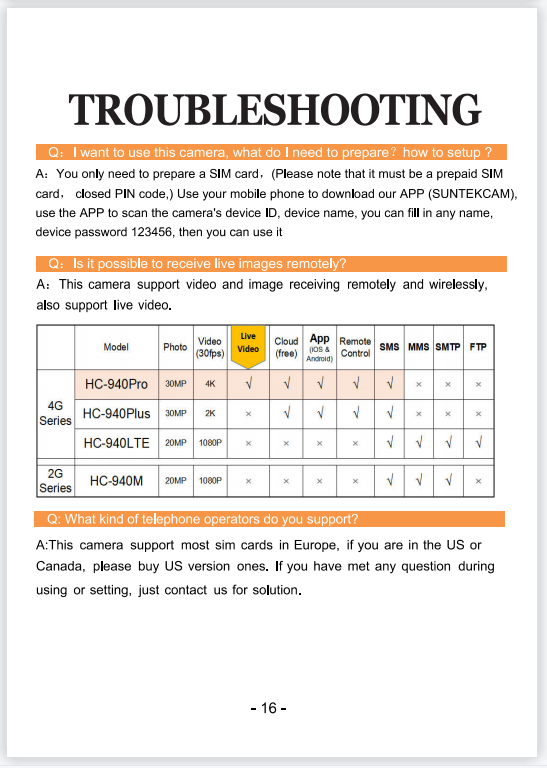 TROUBLESHOOTING
Q：I want to use this camera, what do I need to prepare？how to setup ?
A：You only need to prepare a SIM card，(Please note that it must be a prepaid SIM
card， closed PIN code,) Use your mobile phone to download our APP (SUNTEKCAM),
use the APP to scan the camera's device ID, device name, you can fill in any name,
device password 123456, then you can use it
Q：Is it possible to receive live images remotely?
A：This camera support video and image receiving remotely and wirelessly,
also support live video.
Model Photo Video (30fps) Live Video Cloud (free) App (iOS & Android) Remote Control SMS MMS SMTP FTP
4G Series
HC-940Pro 30MP 4K √ √ √ √ √ × × ×
HC-940Plus 30MP 2K × √ √ √ √ × × ×
HC-940LTE 20MP 1080P × × × × √ √ √ √
2G Series
HC-940M 20MP 1080P × × × × √ √ √ ×
Q: What kind of telephone operators do you support?
A:This camera support most sim cards in Europe, if you are in the US or
Canada, please buy US version ones. If you have met any question during
using or setting, just contact us for solution.
- 16 -